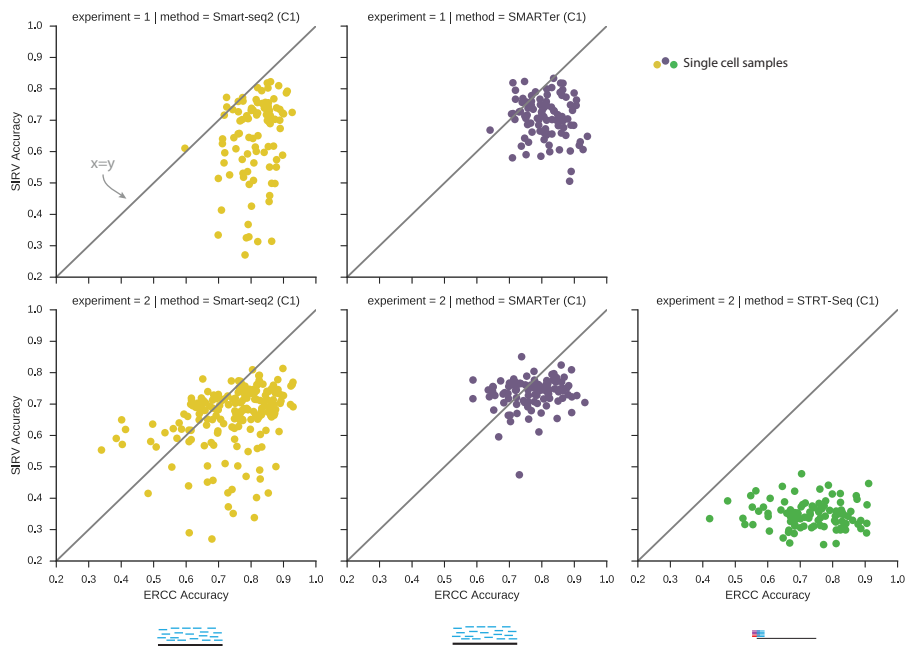 experiment = 1 | method = Smart-seq2 (C1)
experiment = 1 | method = SMARTer (C1)
1.0
0.9
0.8
0.7
0.6
0.5
0.4
0.3
0.2
SIRV Accuracy
x=y
Single cell samples
experiment = 2 | method = Smart-seq2 (C1)
experiment = 2 | method = SMARTer (C1)
experiment = 2 | method = STRT-Seq (C1)
1.0
0.9
0.8
0.7
0.6
0.5
0.4
0.3
0.2
SIRV Accuracy
0.2 0.3 0.4 0.5 0.6 0.7 0.8 0.9 1.0
0.2 0.3 0.4 0.5 0.6 0.7 0.8 0.9 1.0
0.2 0.3 0.4 0.5 0.6 0.7 0.8 0.9 1.0
ERCC Accuracy
ERCC Accuracy
ERCC Accuracy